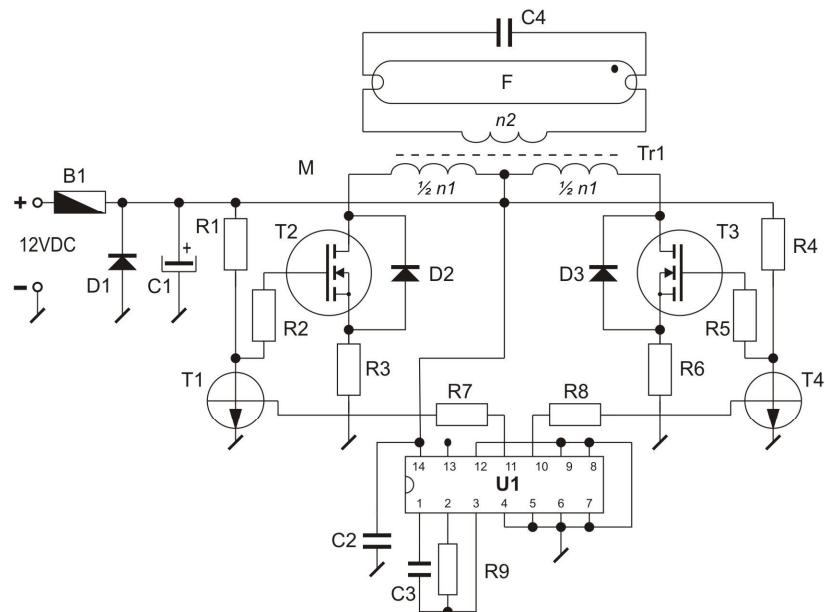 C4
F
n2
Tr1
M
½ n1
½ n1
B1
+
12VDC
-
R1
T2
T3
R4
D1
C1
+
D2
D3
R2
R5
R3
R6
T1
T4
R7
R8
14 13 12 11 10 9 8
U1
1 2 3 4 5 6 7
C2
C3
R9